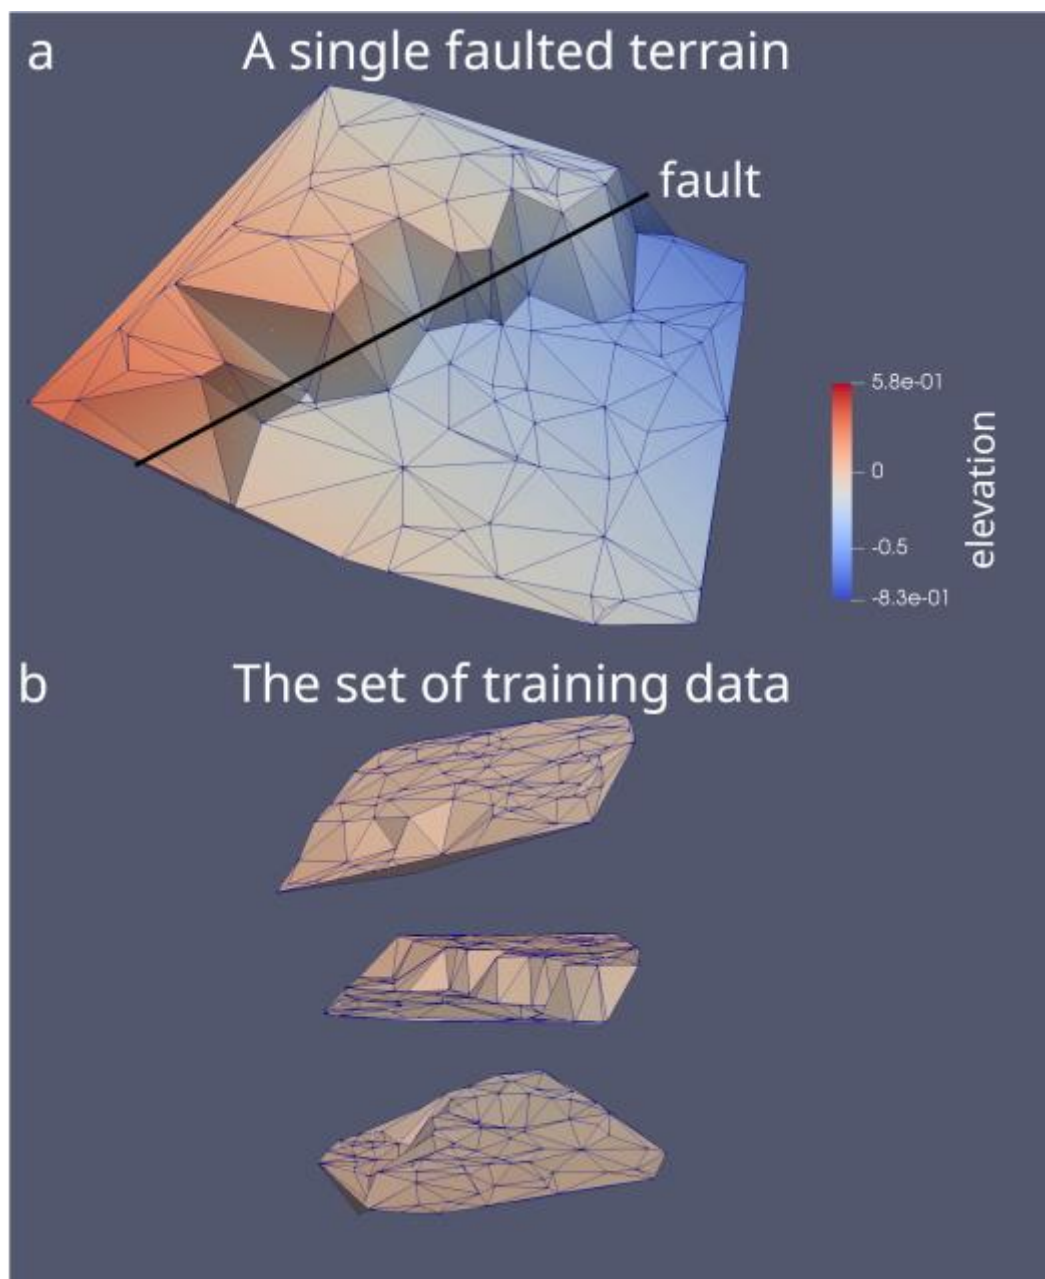 a
A single faulted terrain
fault
5.8e-01
0
-0.5
-8.3e-01
elevation
b
The set of training data